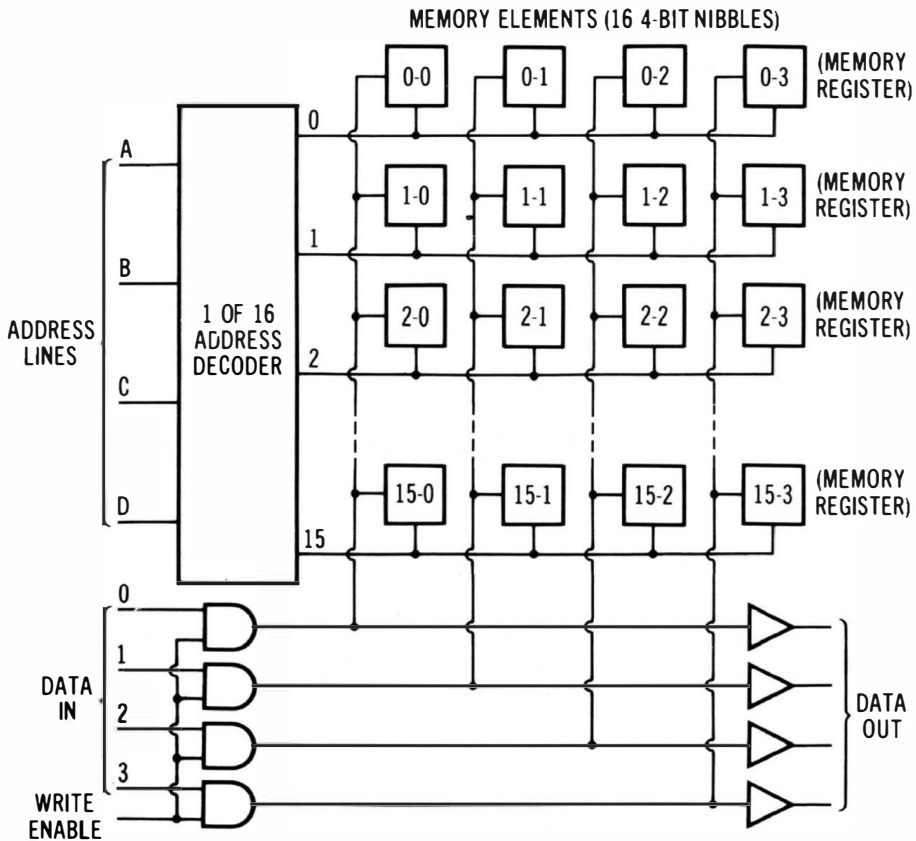 MEMORY ELEMENTS (16 4-BIT NIBBLES)
0-0 0-1 0-2 0-3
(MEMORY
REGISTER)
0
A
1-0 1-1 1-2 1-3
(MEMORY
REGISTER)
1
B
ADDRESS
LINES
1 OF 16
ADDRESS
DECODER
2-0 2-1 2-2 2-3
(MEMORY
REGISTER)
2
C
15-0 15-1 15-2 15-3
(MEMORY
REGISTER)
D
15
0
1
DATA
IN
2
3
WRITE
ENABLE
DATA
OUT